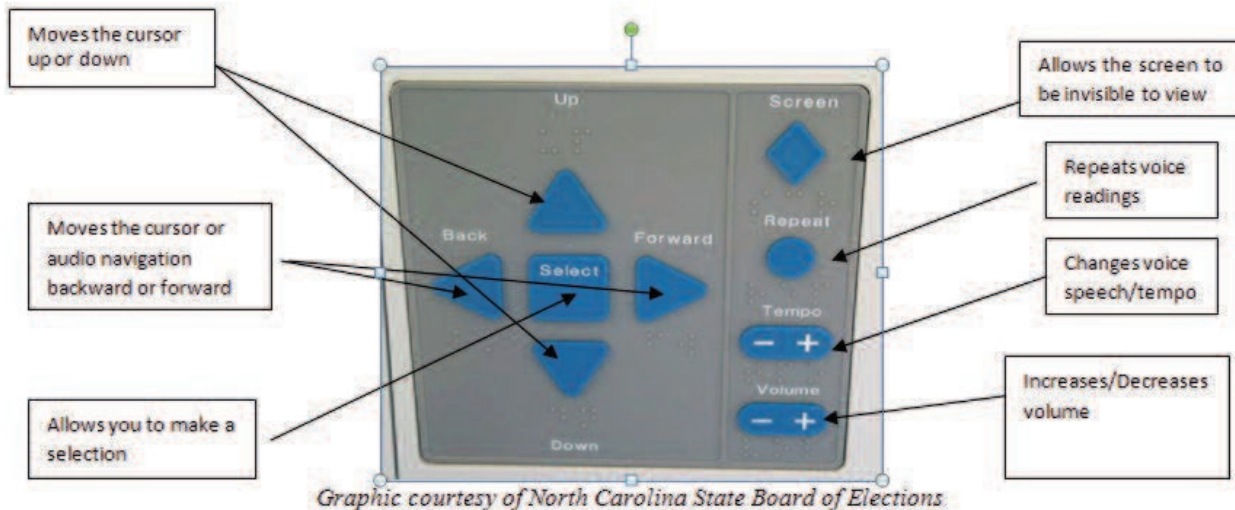 Moves the cursor
up or down
Allows the screen to
be invisible to view
Up
Screen
Repeats voice
readings
Moves the cursor or
audio navigation
backward or forward
Back
Select
Forward
Repeat
Changes voice
speech/tempo
Tempo
− +
Volume
− +
Increases/Decreases
volume
Allows you to make a
selection
Down
Graphic courtesy of North Carolina State Board of Elections